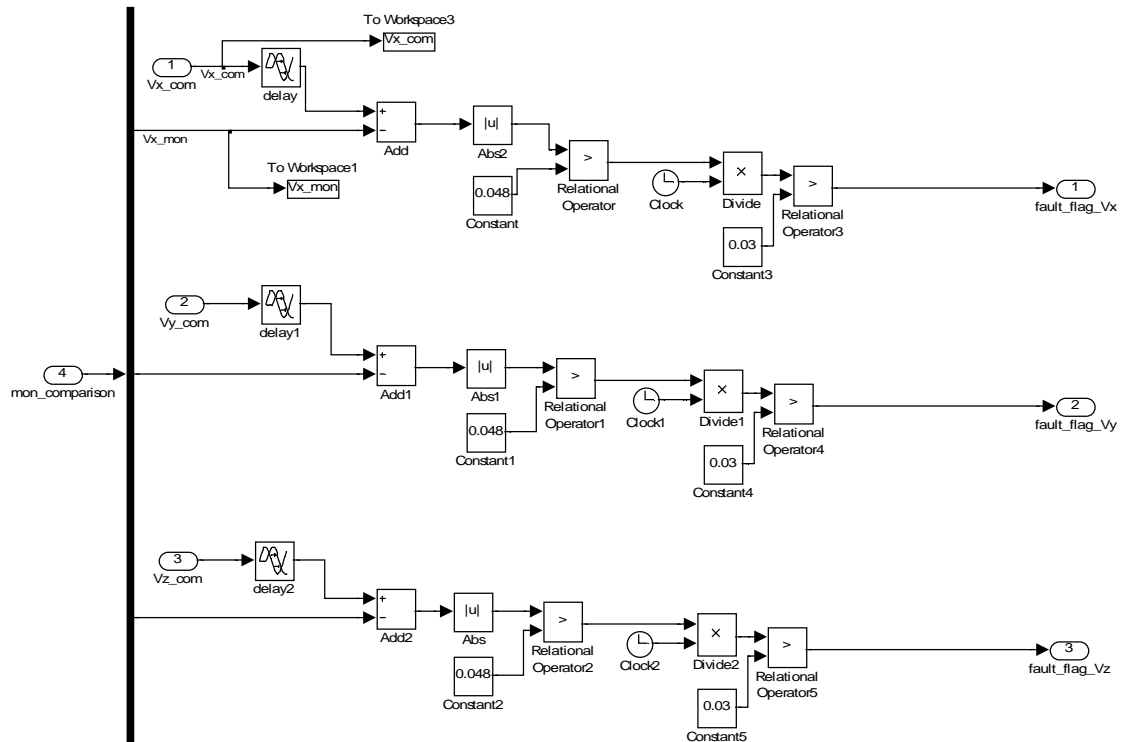 To Workspace3
Vx_com
1
Vx_com
Vx_com
delay
+
−
Add
Vx_mon
To Workspace1
Vx_mon
|u|
Abs2
0.048
Constant
>
Relational
Operator
Clock
×
Divide
0.03
Constant3
>
Relational
Operator3
1
fault_flag_Vx
2
Vy_com
delay1
+
−
Add1
4
mon_comparison
|u|
Abs1
0.048
Constant1
>
Relational
Operator1
Clock1
×
Divide1
0.03
Constant4
>
Relational
Operator4
2
fault_flag_Vy
3
Vz_com
delay2
+
−
Add2
|u|
Abs
0.048
Constant2
>
Relational
Operator2
Clock2
×
Divide2
0.03
Constant5
>
Relational
Operator5
3
fault_flag_Vz